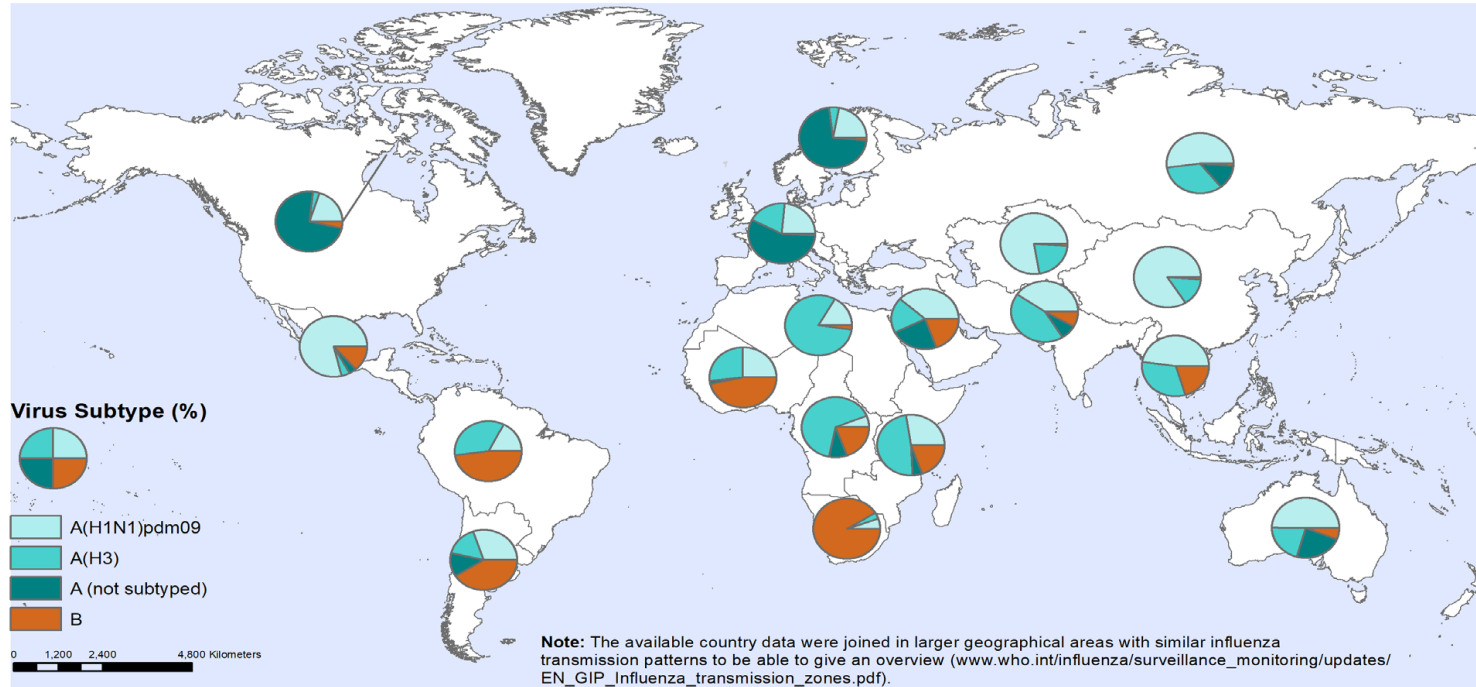 Virus Subtype (%)
A(H1N1)pdm09
A(H3)
A (not subtyped)
B
0 1,200 2,400 4,800 Kilometers
Note: The available country data were joined in larger geographical areas with similar influenza
transmission patterns to be able to give an overview (www.who.int/influenza/surveillance_monitoring/updates/
EN_GIP_Influenza_transmission_zones.pdf).